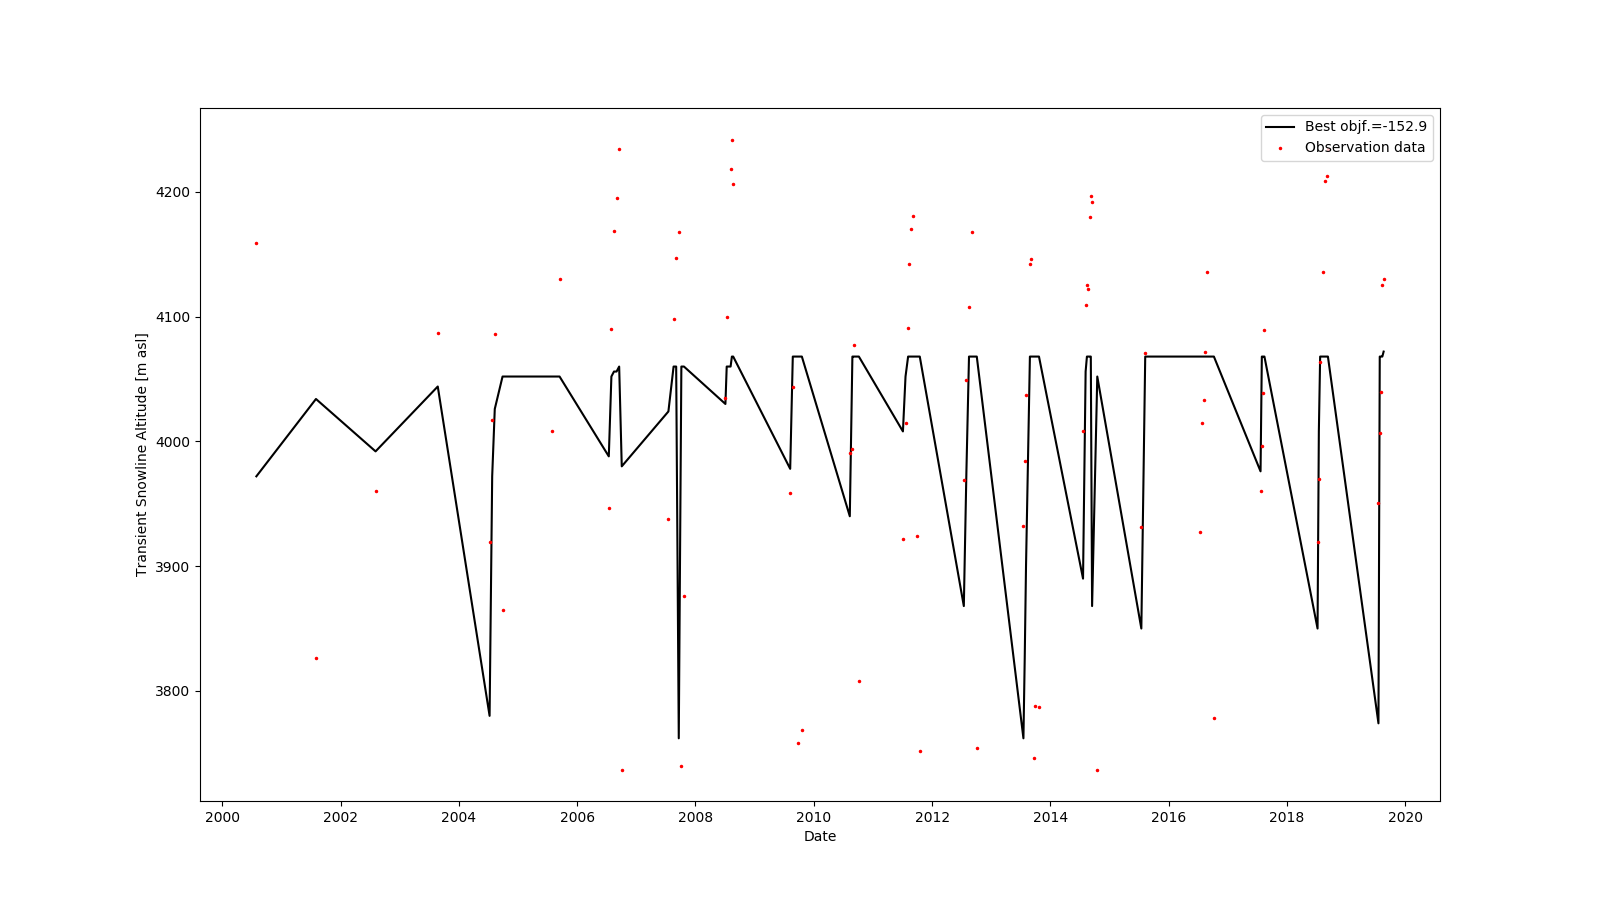 Best objf.=-152.9
Observation data
Transient Snowline Altitude [m asl]
4200
4100
4000
3900
3800
2000 2002 2004 2006 2008 2010 2012 2014 2016 2018 2020
Date